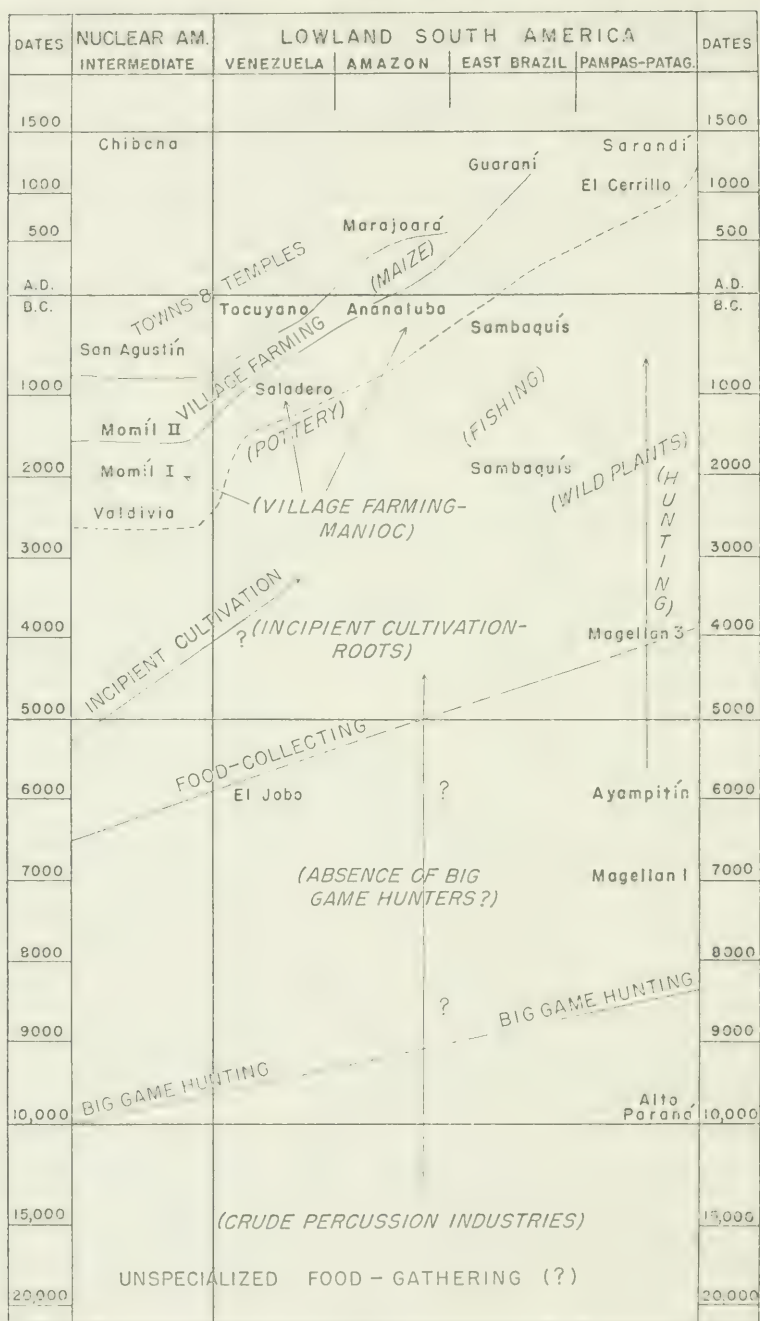 DATES NUCLEAR AM. LOWLAND SOUTH AMERICA DATES
INTERMEDIATE VENEZUELA AMAZON EAST BRAZIL PAMPAS-PATAG.
1500 1500
Chibcha Sarandí
Guaraní
1000 El Cerrillo 1000
Marajoará
500 500
TOWNS & TEMPLES
(MAIZE)
A.D. A.D.
B.C. Tocuyano Ananatuba B.C.
Sambaquís
San Agustín
VILLAGE FARMING
1000 Saladero 1000
(FISHING)
Momíl II (POTTERY)
2000 Momíl I Sambaquís 2000
(WILD PLANTS)
(HUNTING)
Valdivia (VILLAGE FARMING-
MANIOC)
3000 3000
INCIPIENT CULTIVATION
4000 ? (INCIPIENT CULTIVATION- Magellan 3 4000
ROOTS)
5000 5000
FOOD-COLLECTING
6000 El Jobo ? Ayampitín 6000
7000 (ABSENCE OF BIG Magellan 1 7000
GAME HUNTERS?)
8000 8000
? BIG GAME HUNTING
9000 9000
BIG GAME HUNTING
Alto
10,000 Paraná 10,000
15,000 (CRUDE PERCUSSION INDUSTRIES) 15,000
UNSPECIALIZED FOOD-GATHERING (?)
20,000 20,000